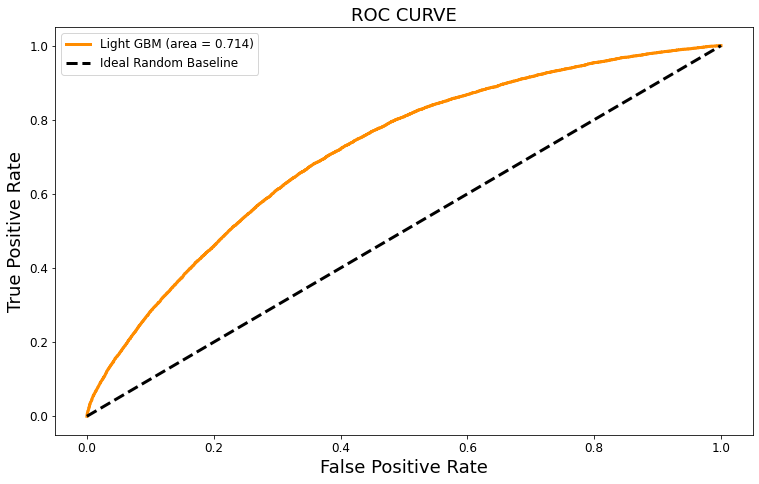 ROC CURVE
Light GBM (area = 0.714)
Ideal Random Baseline
True Positive Rate
1.0
0.8
0.6
0.4
0.2
0.0
0.0 0.2 0.4 0.6 0.8 1.0
False Positive Rate